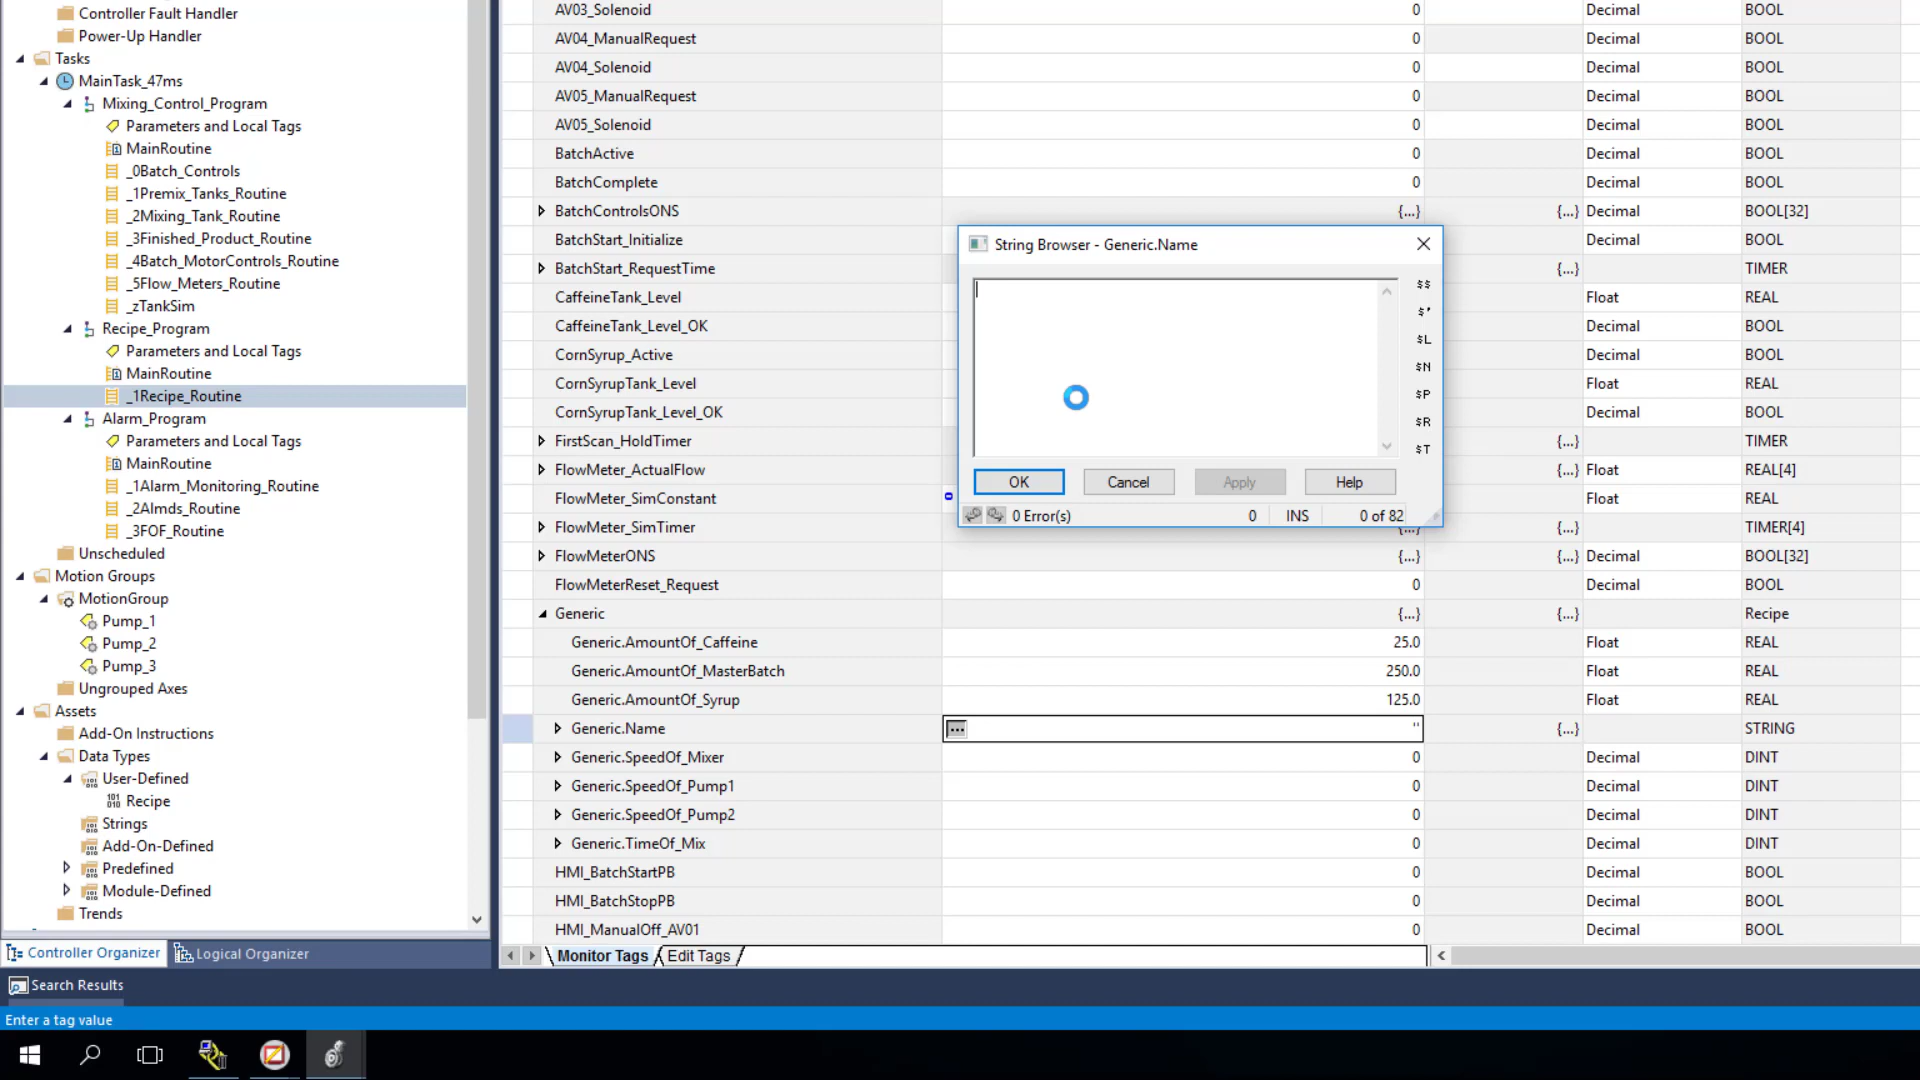 Controller Fault Handler
Power-Up Handler
Tasks
MainTask_47ms
Mixing_Control_Program
Parameters and Local Tags
MainRoutine
_0Batch_Controls
_1Premix_Tanks_Routine
_2Mixing_Tank_Routine
_3Finished_Product_Routine
_4Batch_MotorControls_Routine
_5Flow_Meters_Routine
_zTankSim
Recipe_Program
Parameters and Local Tags
MainRoutine
_1Recipe_Routine
Alarm_Program
Parameters and Local Tags
MainRoutine
_1Alarm_Monitoring_Routine
_2Almds_Routine
_3FOF_Routine
Unscheduled
Motion Groups
MotionGroup
Pump_1
Pump_2
Pump_3
Ungrouped Axes
Assets
Add-On Instructions
Data Types
User-Defined
Recipe
Strings
Add-On-Defined
Predefined
Module-Defined
Trends
Controller Organizer Logical Organizer
AV03_Solenoid 0 Decimal BOOL
AV04_ManualRequest 0 Decimal BOOL
AV04_Solenoid 0 Decimal BOOL
AV05_ManualRequest 0 Decimal BOOL
AV05_Solenoid 0 Decimal BOOL
BatchActive 0 Decimal BOOL
BatchComplete 0 Decimal BOOL
BatchControlsONS {...} {...} Decimal BOOL[32]
BatchStart_Initialize Decimal BOOL
BatchStart_RequestTime {...} TIMER
CaffeineTank_Level Float REAL
CaffeineTank_Level_OK Decimal BOOL
CornSyrup_Active Decimal BOOL
CornSyrupTank_Level Float REAL
CornSyrupTank_Level_OK Decimal BOOL
FirstScan_HoldTimer {...} TIMER
FlowMeter_ActualFlow {...} Float REAL[4]
FlowMeter_SimConstant Float REAL
FlowMeter_SimTimer {...} {...} TIMER[4]
FlowMeterONS {...} {...} Decimal BOOL[32]
FlowMeterReset_Request 0 Decimal BOOL
Generic {...} {...} Recipe
Generic.AmountOf_Caffeine 25.0 Float REAL
Generic.AmountOf_MasterBatch 250.0 Float REAL
Generic.AmountOf_Syrup 125.0 Float REAL
Generic.Name ... '' {...} STRING
Generic.SpeedOf_Mixer 0 Decimal DINT
Generic.SpeedOf_Pump1 0 Decimal DINT
Generic.SpeedOf_Pump2 0 Decimal DINT
Generic.TimeOf_Mix 0 Decimal DINT
HMI_BatchStartPB 0 Decimal BOOL
HMI_BatchStopPB 0 Decimal BOOL
HMI_ManualOff_AV01 0 Decimal BOOL
Monitor Tags Edit Tags
String Browser - Generic.Name
$$
$'
$L
$N
$P
$R
$T
OK Cancel Apply Help
0 Error(s) 0 INS 0 of 82
Search Results
Enter a tag value